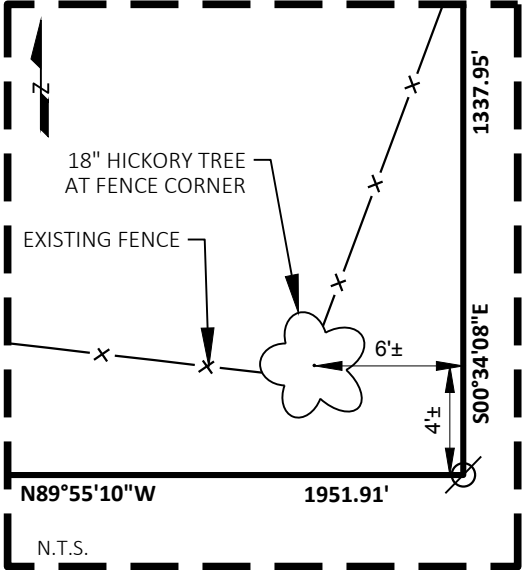 N
18" HICKORY TREE
AT FENCE CORNER
EXISTING FENCE
1337.95'
S00°34'08"E
6'±
4'±
N89°55'10"W
1951.91'
N.T.S.